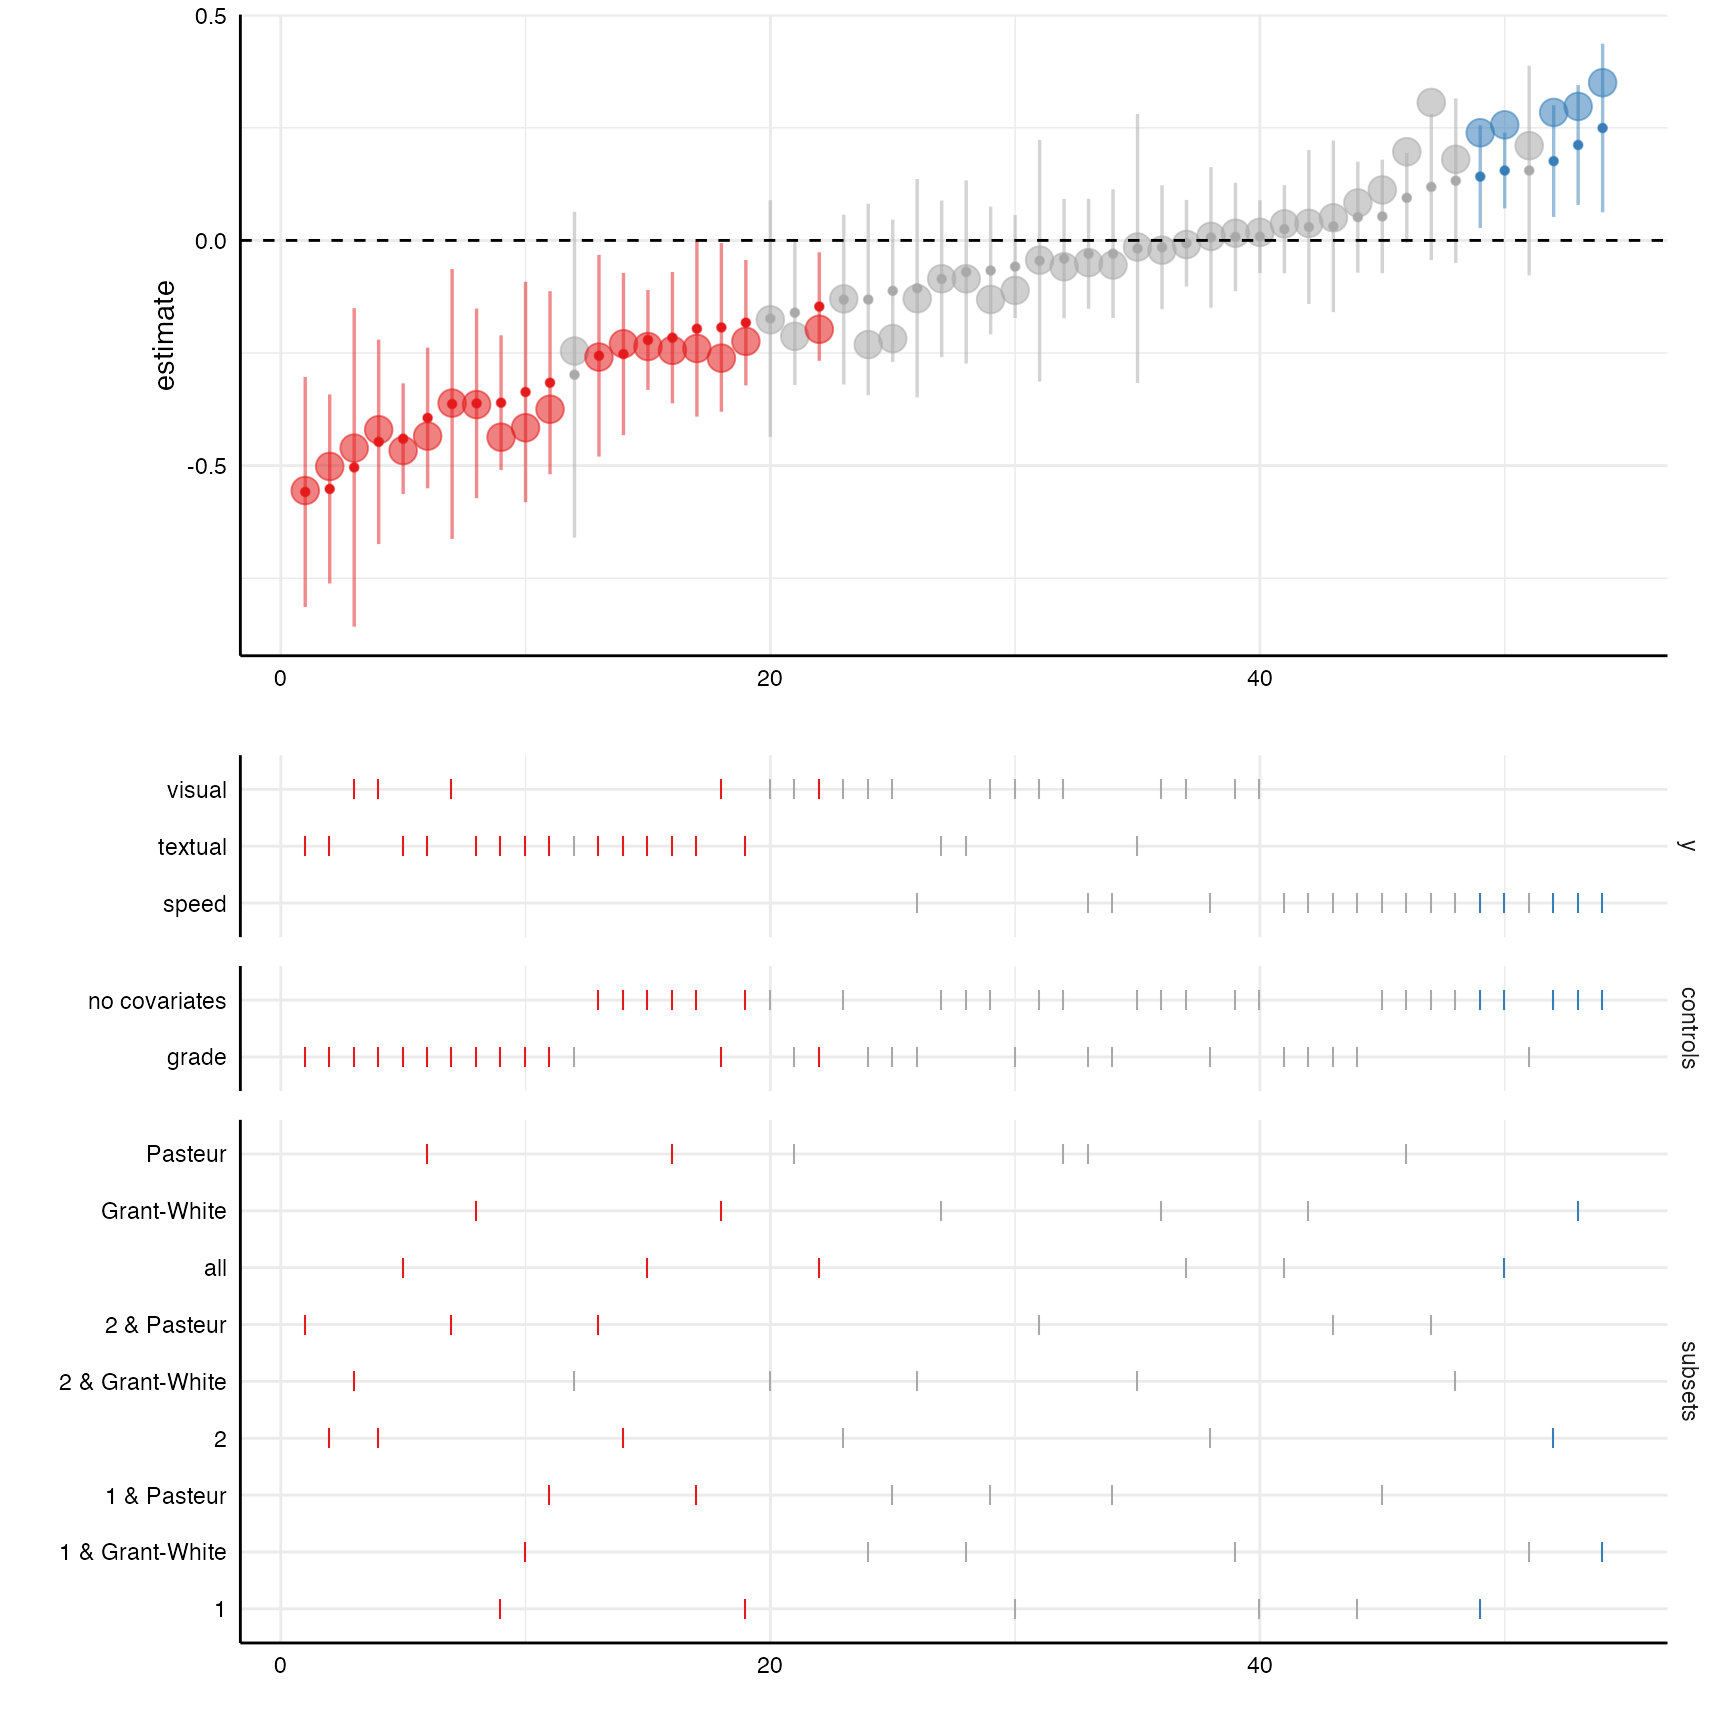 0.5
0.0
-0.5
estimate
0
20
40
visual
textual
speed
y
no covariates
grade
controls
Pasteur
Grant-White
all
2 & Pasteur
2 & Grant-White
2
1 & Pasteur
1 & Grant-White
1
subsets
0
20
40